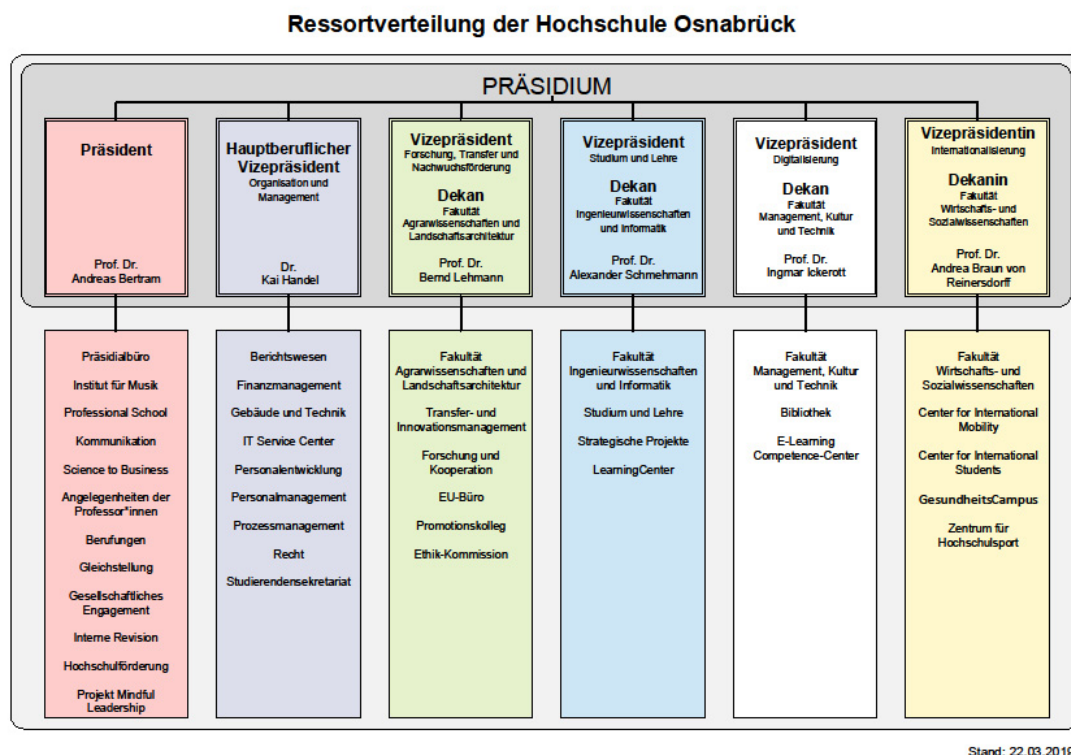 Ressortverteilung der Hochschule Osnabrück
PRÄSIDIUM
Präsident
Prof. Dr.
Andreas Bertram
Hauptberuflicher
Vizepräsident
Organisation und
Management
Dr.
Kai Handel
Vizepräsident
Forschung, Transfer und
Nachwuchsförderung
Dekan
Fakultät
Agrarwissenschaften und
Landschaftsarchitektur
Prof. Dr.
Bernd Lehmann
Vizepräsident
Studium und Lehre
Dekan
Fakultät
Ingenieurwissenschaften
und Informatik
Prof. Dr.
Alexander Schmehmann
Vizepräsident
Digitalisierung
Dekan
Fakultät
Management, Kultur
und Technik
Prof. Dr.
Ingmar Ickerott
Vizepräsidentin
Internationalisierung
Dekanin
Fakultät
Wirtschafts- und
Sozialwissenschaften
Prof. Dr.
Andrea Braun von
Reinersdorff
Präsidialbüro
Institut für Musik
Professional School
Kommunikation
Science to Business
Angelegenheiten der
Professor*innen
Berufungen
Gleichstellung
Gesellschaftliches
Engagement
Interne Revision
Hochschulförderung
Projekt Mindful
Leadership
Berichtswesen
Finanzmanagement
Gebäude und Technik
IT Service Center
Personalentwicklung
Personalmanagement
Prozessmanagement
Recht
Studierendensekretariat
Fakultät
Agrarwissenschaften und
Landschaftsarchitektur
Transfer- und
Innovationsmanagement
Forschung und
Kooperation
EU-Büro
Promotionskolleg
Ethik-Kommission
Fakultät
Ingenieurwissenschaften
und Informatik
Studium und Lehre
Strategische Projekte
LearningCenter
Fakultät
Management, Kultur
und Technik
Bibliothek
E-Learning
Competence-Center
Fakultät
Wirtschafts- und
Sozialwissenschaften
Center for International
Mobility
Center for International
Students
GesundheitsCampus
Zentrum für
Hochschulsport
Stand: 22.03.2019